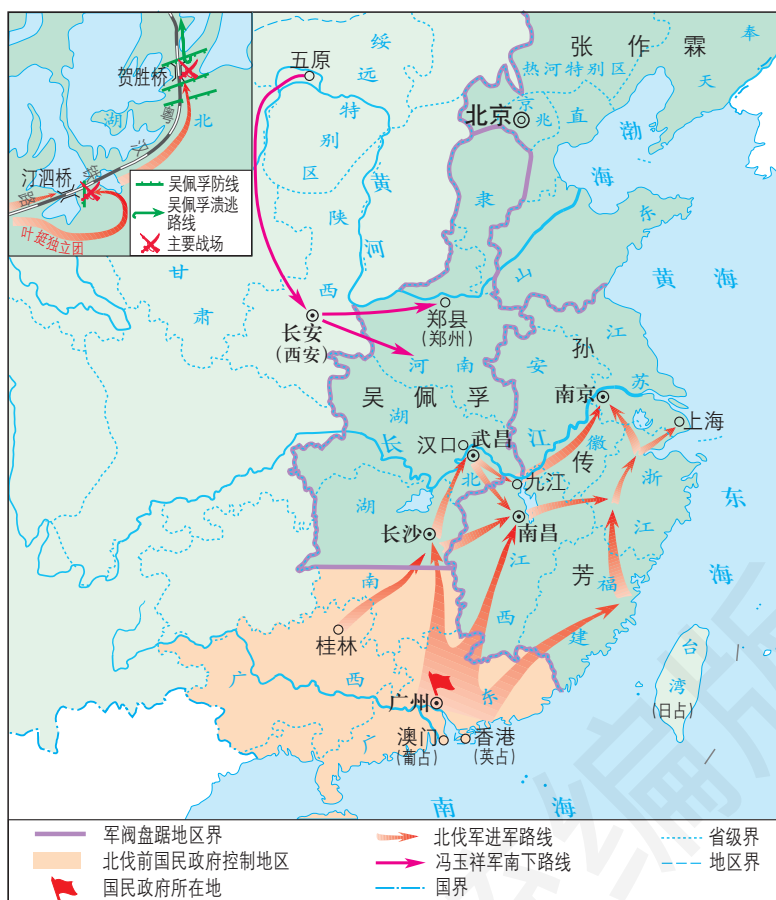 贺胜桥
湖
北
粤
汉
铁
路
汀泗桥
叶挺独立团
吴佩孚防线
吴佩孚溃逃
路线
主要战场
五原
绥
远
特
别
区
张作霖
热河特别区
奉
天
北京
京
兆
直
隶
渤
海
黄
河
陕
西
甘
肃
山
东
黄海
长安
(西安)
郑县
(郑州)
河南
吴佩孚
湖
北
汉口
武昌
长
江
安
徽
江
苏
孙
传
芳
南京
上海
九江
浙
江
东
海
湖
南
长沙
南昌
江
西
福
建
桂林
广
西
广州
广
东
澳门
(葡占)
香港
(英占)
台
湾
(日占)
南海
军阀盘踞地区界
北伐前国民政府控制地区
国民政府所在地
北伐军进军路线
冯玉祥军南下路线
国界
省级界
地区界
编版